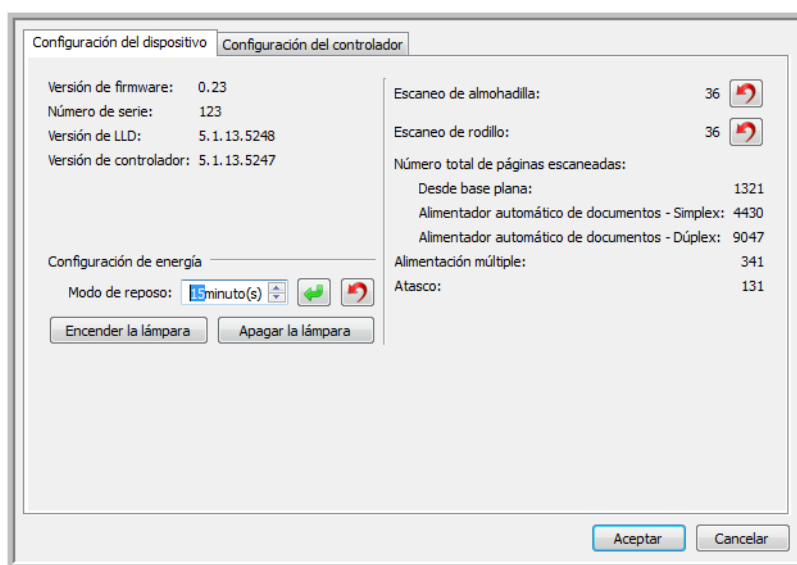 Configuración del dispositivo
Configuración del controlador
Versión de firmware: 0.23
Número de serie: 123
Versión de LLD: 5.1.13.5248
Versión de controlador: 5.1.13.5247
Configuración de energía
Modo de reposo: 15minuto(s)
Encender la lámpara
Apagar la lámpara
Escaneo de almohadilla: 36
Escaneo de rodillo: 36
Número total de páginas escaneadas:
Desde base plana: 1321
Alimentador automático de documentos - Simplex: 4430
Alimentador automático de documentos - Dúplex: 9047
Alimentación múltiple: 341
Atasco: 131
Aceptar
Cancelar